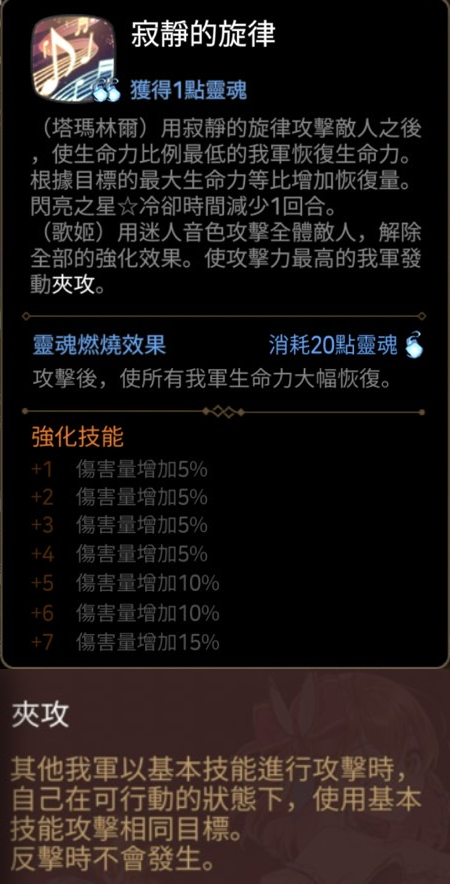 寂靜的旋律
獲得1點靈魂
（塔瑪林爾）用寂靜的旋律攻擊敵人之後
，使生命力比例最低的我軍恢復生命力。
根據目標的最大生命力等比增加恢復量。
閃亮之星☆冷卻時間減少1回合。
（歌姬）用迷人音色攻擊全體敵人，解除
全部的強化效果。使攻擊力最高的我軍發
動夾攻。
靈魂燃燒效果 消耗20點靈魂
攻擊後，使所有我軍生命力大幅恢復。
強化技能
+1 傷害量增加5%
+2 傷害量增加5%
+3 傷害量增加5%
+4 傷害量增加5%
+5 傷害量增加10%
+6 傷害量增加10%
+7 傷害量增加15%
夾攻
其他我軍以基本技能進行攻擊時，
自己在可行動的狀態下，使用基本
技能攻擊相同目標。
反擊時不會發生。